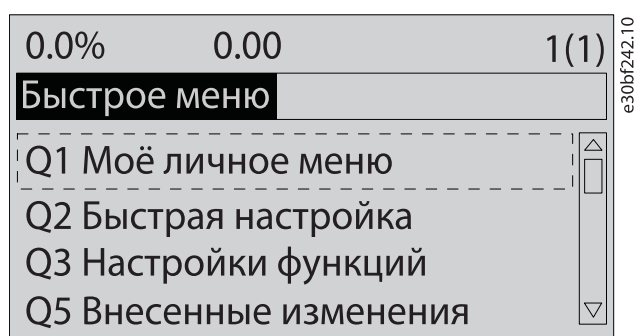 0.0% 0.00 1(1)
Быстрое меню
Q1 Моё личное меню
Q2 Быстрая настройка
Q3 Настройки функций
Q5 Внесенные изменения
e30bf242.10